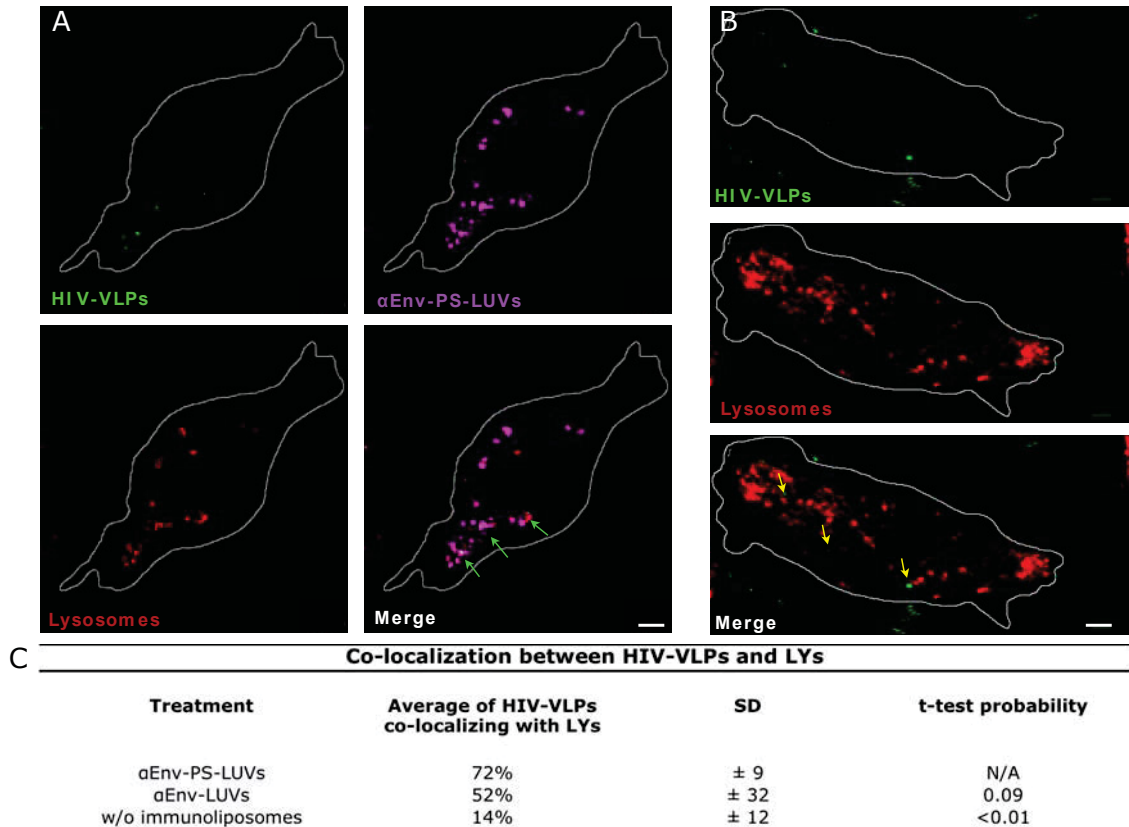 A
B
HIV-VLPs
αEnv-PS-LUVs
Lysosomes
Merge
HIV-VLPs
Lysosomes
Merge
C
Co-localization between HIV-VLPs and LYs
Treatment Average of HIV-VLPs SD t-test probability
co-localizing with LYs
αEnv-PS-LUVs 72% ± 9 N/A
αEnv-LUVs 52% ± 32 0.09
w/o immunoliposomes 14% ± 12 <0.01